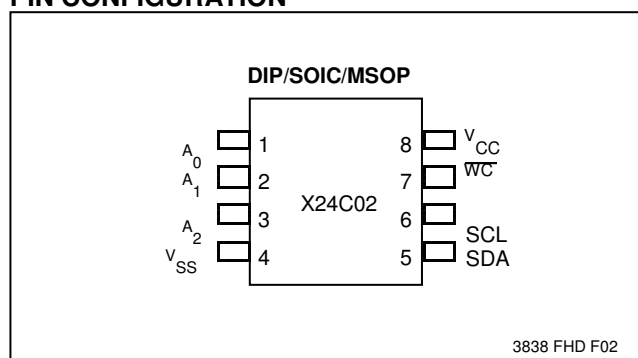 PIN CONFIGURATION
DIP/SOIC/MSOP
A0
1
8
VCC
A1
2
7
WC
X24C02
A2
3
6
SCL
VSS
4
5
SDA
3838 FHD F02